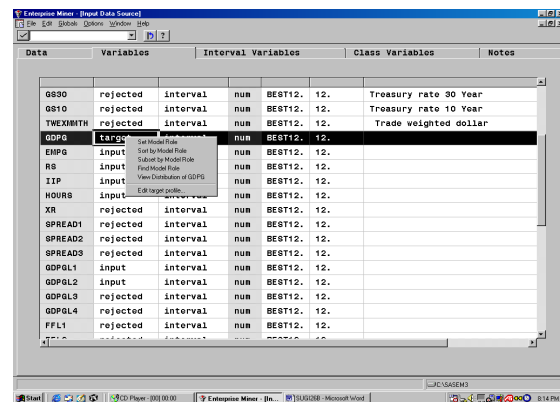 Enterprise Miner - [Input Data Source]
File Edit Globals Options Window Help
Data Variables Interval Variables Class Variables Notes
GS30 rejected interval num BEST12. 12. Treasury rate 30 Year
GS10 rejected interval num BEST12. 12. Treasury rate 10 Year
TWEXMMTH rejected interval num BEST12. 12. Trade weighted dollar
GDPG target num BEST12. 12.
Set Model Role
Sort by Model Role
Subset by Model Role
Find Model Role
View Distribution of GDPG
Edit target profile...
EMPG input num BEST12. 12.
RS input num BEST12. 12.
IIP input num BEST12. 12.
HOURS input num BEST12. 12.
XR rejected interval num BEST12. 12.
SPREAD1 rejected interval num BEST12. 12.
SPREAD2 rejected interval num BEST12. 12.
SPREAD3 rejected interval num BEST12. 12.
GDPGL1 input interval num BEST12. 12.
GDPGL2 input interval num BEST12. 12.
GDPGL3 rejected interval num BEST12. 12.
GDPGL4 rejected interval num BEST12. 12.
FFL1 rejected interval num BEST12. 12.
C:\SASEM3
Start CD Player - [00] 00:00 Enterprise Miner - [In... SUGI26B - Microsoft Word 8:14 PM